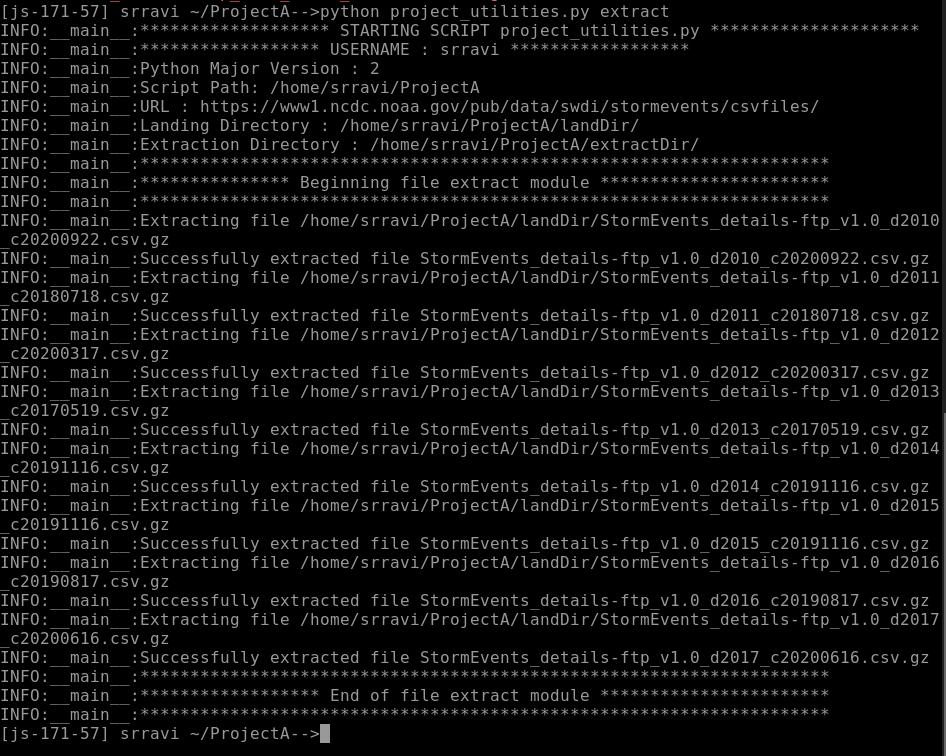 [js-171-57] srravi ~/ProjectA-->python project_utilities.py extract
INFO:__main__:******************* STARTING SCRIPT project_utilities.py *********************
INFO:__main__:****************** USERNAME : srravi ******************
INFO:__main__:Python Major Version : 2
INFO:__main__:Script Path: /home/srravi/ProjectA
INFO:__main__:URL : https://www1.ncdc.noaa.gov/pub/data/swdi/stormevents/csvfiles/
INFO:__main__:Landing Directory : /home/srravi/ProjectA/landDir/
INFO:__main__:Extraction Directory : /home/srravi/ProjectA/extractDir/
INFO:__main__:*********************************************************************
INFO:__main__:*************** Beginning file extract module ***********************
INFO:__main__:*********************************************************************
INFO:__main__:Extracting file /home/srravi/ProjectA/landDir/StormEvents_details-ftp_v1.0_d2010
_c20200922.csv.gz
INFO:__main__:Successfully extracted file StormEvents_details-ftp_v1.0_d2010_c20200922.csv.gz
INFO:__main__:Extracting file /home/srravi/ProjectA/landDir/StormEvents_details-ftp_v1.0_d2011
_c20180718.csv.gz
INFO:__main__:Successfully extracted file StormEvents_details-ftp_v1.0_d2011_c20180718.csv.gz
INFO:__main__:Extracting file /home/srravi/ProjectA/landDir/StormEvents_details-ftp_v1.0_d2012
_c20200317.csv.gz
INFO:__main__:Successfully extracted file StormEvents_details-ftp_v1.0_d2012_c20200317.csv.gz
INFO:__main__:Extracting file /home/srravi/ProjectA/landDir/StormEvents_details-ftp_v1.0_d2013
_c20170519.csv.gz
INFO:__main__:Successfully extracted file StormEvents_details-ftp_v1.0_d2013_c20170519.csv.gz
INFO:__main__:Extracting file /home/srravi/ProjectA/landDir/StormEvents_details-ftp_v1.0_d2014
_c20191116.csv.gz
INFO:__main__:Successfully extracted file StormEvents_details-ftp_v1.0_d2014_c20191116.csv.gz
INFO:__main__:Extracting file /home/srravi/ProjectA/landDir/StormEvents_details-ftp_v1.0_d2015
_c20191116.csv.gz
INFO:__main__:Successfully extracted file StormEvents_details-ftp_v1.0_d2015_c20191116.csv.gz
INFO:__main__:Extracting file /home/srravi/ProjectA/landDir/StormEvents_details-ftp_v1.0_d2016
_c20190817.csv.gz
INFO:__main__:Successfully extracted file StormEvents_details-ftp_v1.0_d2016_c20190817.csv.gz
INFO:__main__:Extracting file /home/srravi/ProjectA/landDir/StormEvents_details-ftp_v1.0_d2017
_c20200616.csv.gz
INFO:__main__:Successfully extracted file StormEvents_details-ftp_v1.0_d2017_c20200616.csv.gz
INFO:__main__:*********************************************************************
INFO:__main__:****************** End of file extract module ***********************
INFO:__main__:*********************************************************************
[js-171-57] srravi ~/ProjectA-->